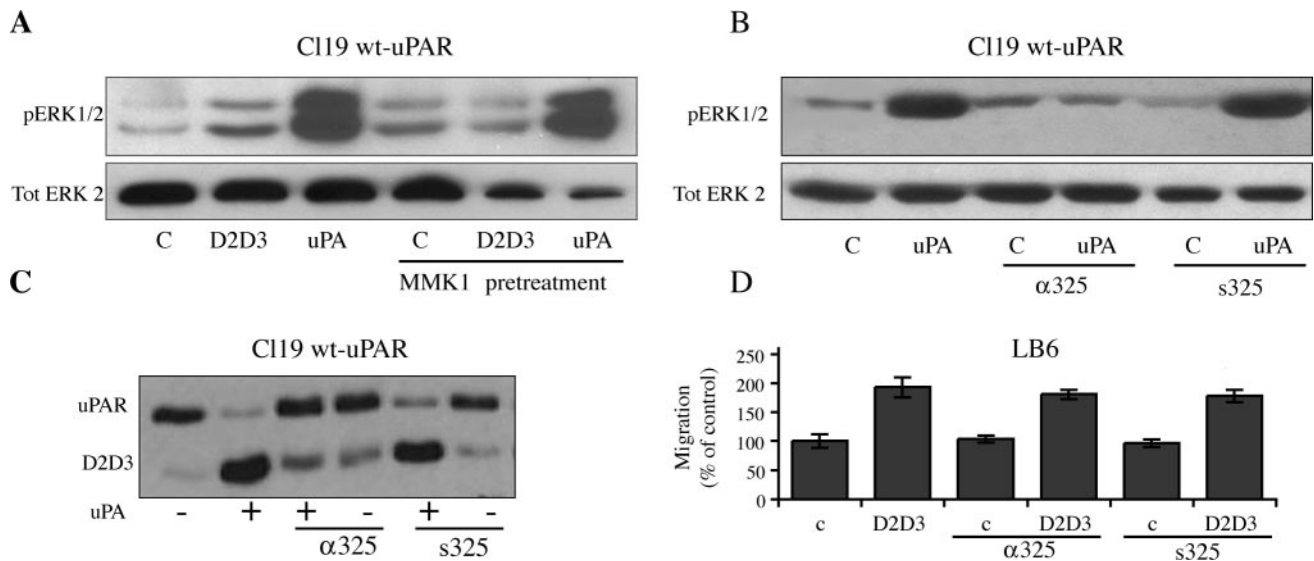 A
Cl19 wt-uPAR
pERK1/2
Tot ERK 2
C D2D3 uPA C D2D3 uPA
MMK1 pretreatment
B
Cl19 wt-uPAR
pERK1/2
Tot ERK 2
C uPA C uPA C uPA
α325 s325
C
Cl19 wt-uPAR
uPAR
D2D3
uPA - + + - + -
α325 s325
D
LB6
Migration
(% of control)
250
200
150
100
50
0
c D2D3 c D2D3 c D2D3
α325 s325